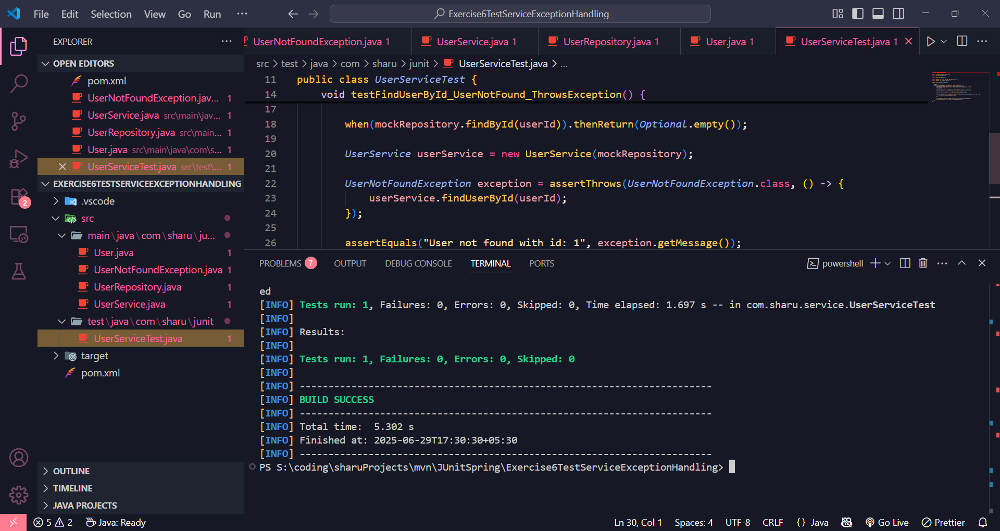 File Edit Selection View Go Run ··· Exercise6TestServiceExceptionHandling
EXPLORER ···
OPEN EDITORS
pom.xml
UserNotFoundException.jav... 1
UserService.java src\main\jav... 1
UserRepository.java src\main... 1
User.java src\main\java\com\s... 1
UserServiceTest.java src\test\... 1
EXERCISE6TESTSERVICEEXCEPTIONHANDLING
.vscode
src
main\java\com\sharu\ju...
User.java 1
UserNotFoundException.java 1
UserRepository.java 1
UserService.java 1
test\java\com\sharu\junit
UserServiceTest.java 1
target
pom.xml
2
OUTLINE
TIMELINE
JAVA PROJECTS
UserNotFoundException.java 1 UserService.java 1 UserRepository.java 1 User.java 1 UserServiceTest.java 1
src > test > java > com > sharu > junit > UserServiceTest.java > ...
11 public class UserServiceTest {
14 void testFindUserById_UserNotFound_ThrowsException() {
17
18 when(mockRepository.findById(userId)).thenReturn(Optional.empty());
19
20 UserService userService = new UserService(mockRepository);
21
22 UserNotFoundException exception = assertThrows(UserNotFoundException.class, () -> {
23 userService.findUserById(userId);
24 });
25
26 assertEquals("User not found with id: 1", exception.getMessage());
PROBLEMS 7 OUTPUT DEBUG CONSOLE TERMINAL PORTS powershell
ed
[INFO] Tests run: 1, Failures: 0, Errors: 0, Skipped: 0, Time elapsed: 1.697 s -- in com.sharu.service.UserServiceTest
[INFO]
[INFO] Results:
[INFO]
[INFO] Tests run: 1, Failures: 0, Errors: 0, Skipped: 0
[INFO]
[INFO] ------------------------------------------------------------------------
[INFO] BUILD SUCCESS
[INFO] ------------------------------------------------------------------------
[INFO] Total time:  5.302 s
[INFO] Finished at: 2025-06-29T17:30:30+05:30
[INFO] ------------------------------------------------------------------------
PS S:\coding\sharuProjects\mvn\JUnitSpring\Exercise6TestServiceExceptionHandling>
5 2 Java: Ready Ln 30, Col 1 Spaces: 4 UTF-8 CRLF {} Java Go Live Prettier